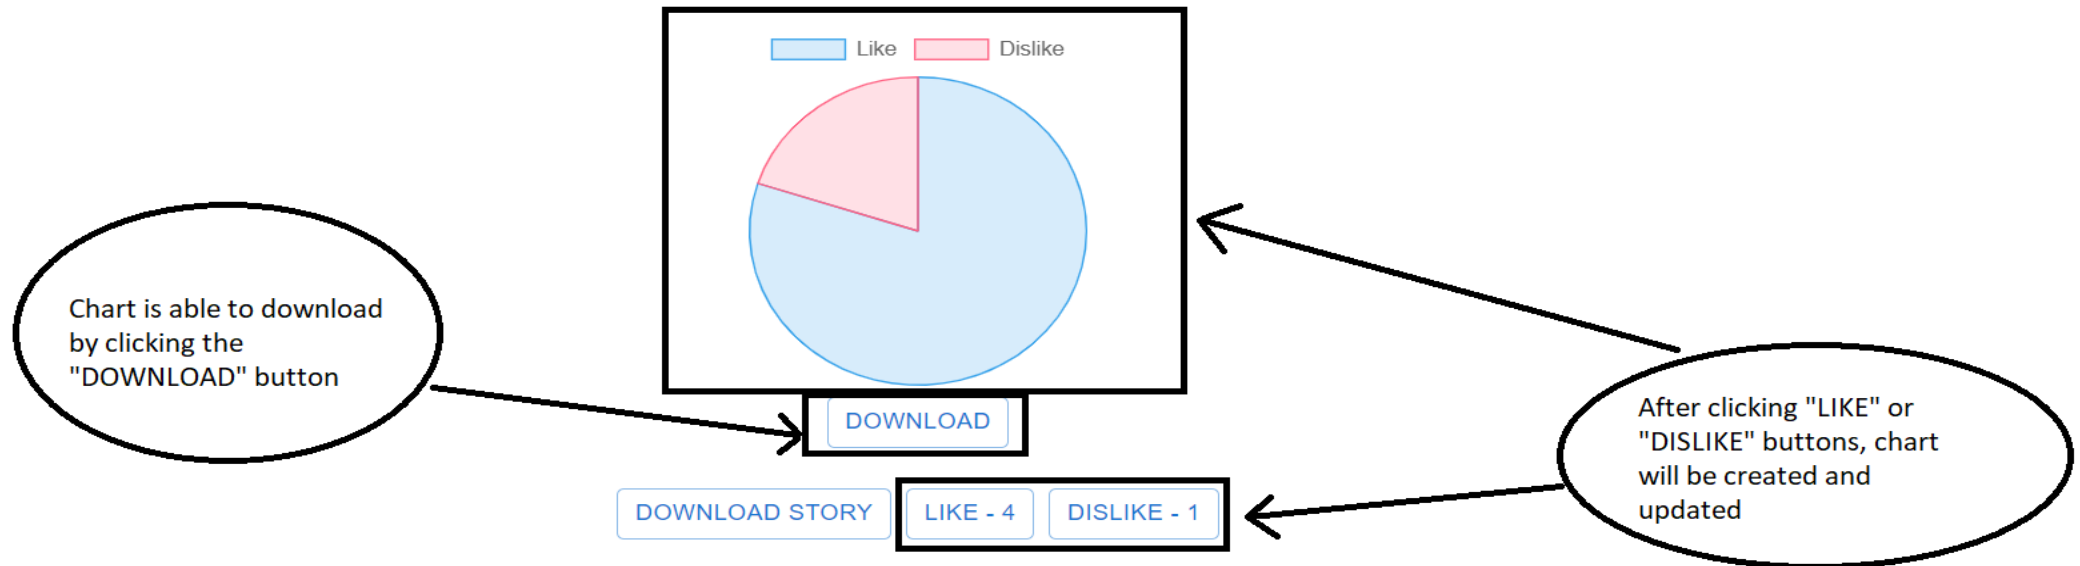 Like
Dislike
Chart is able to download
by clicking the
"DOWNLOAD" button
DOWNLOAD
After clicking "LIKE" or
"DISLIKE" buttons, chart
will be created and
updated
DOWNLOAD STORY
LIKE - 4
DISLIKE - 1